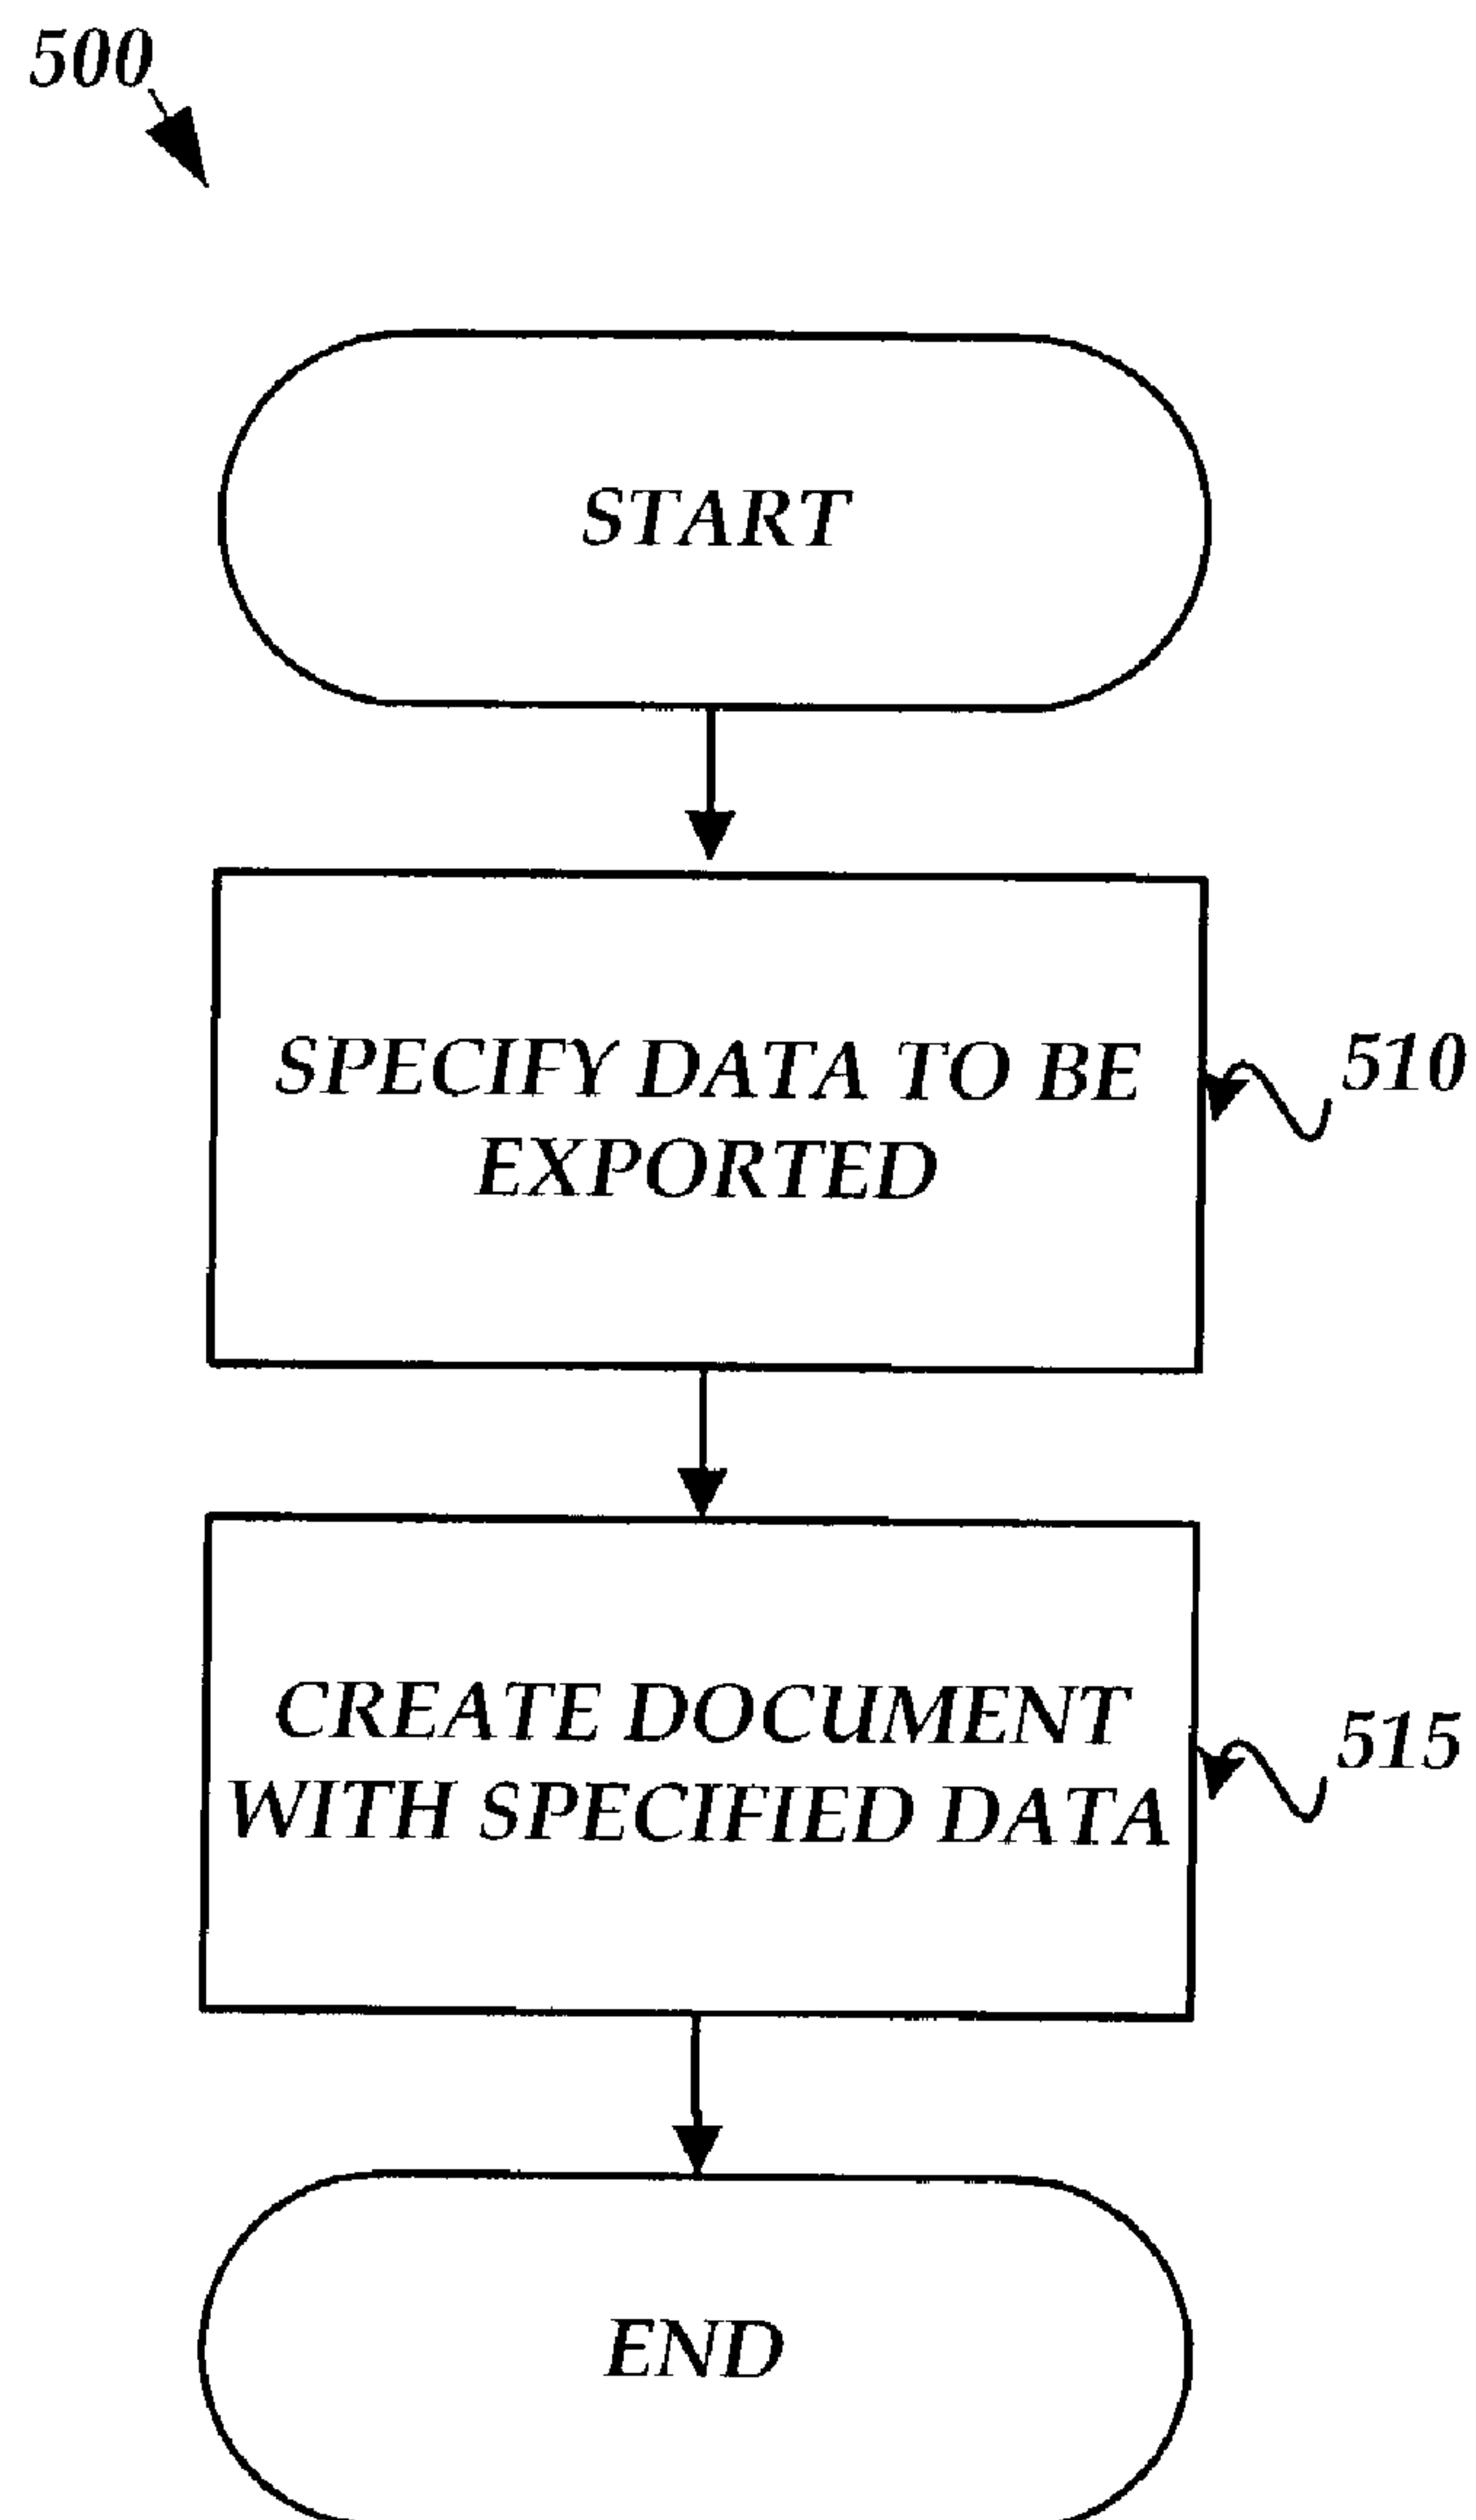 500
START
SPECIFY DATA TO BE
EXPORTED
510
CREATE DOCUMENT
WITH SPECIFIED DATA
515
END